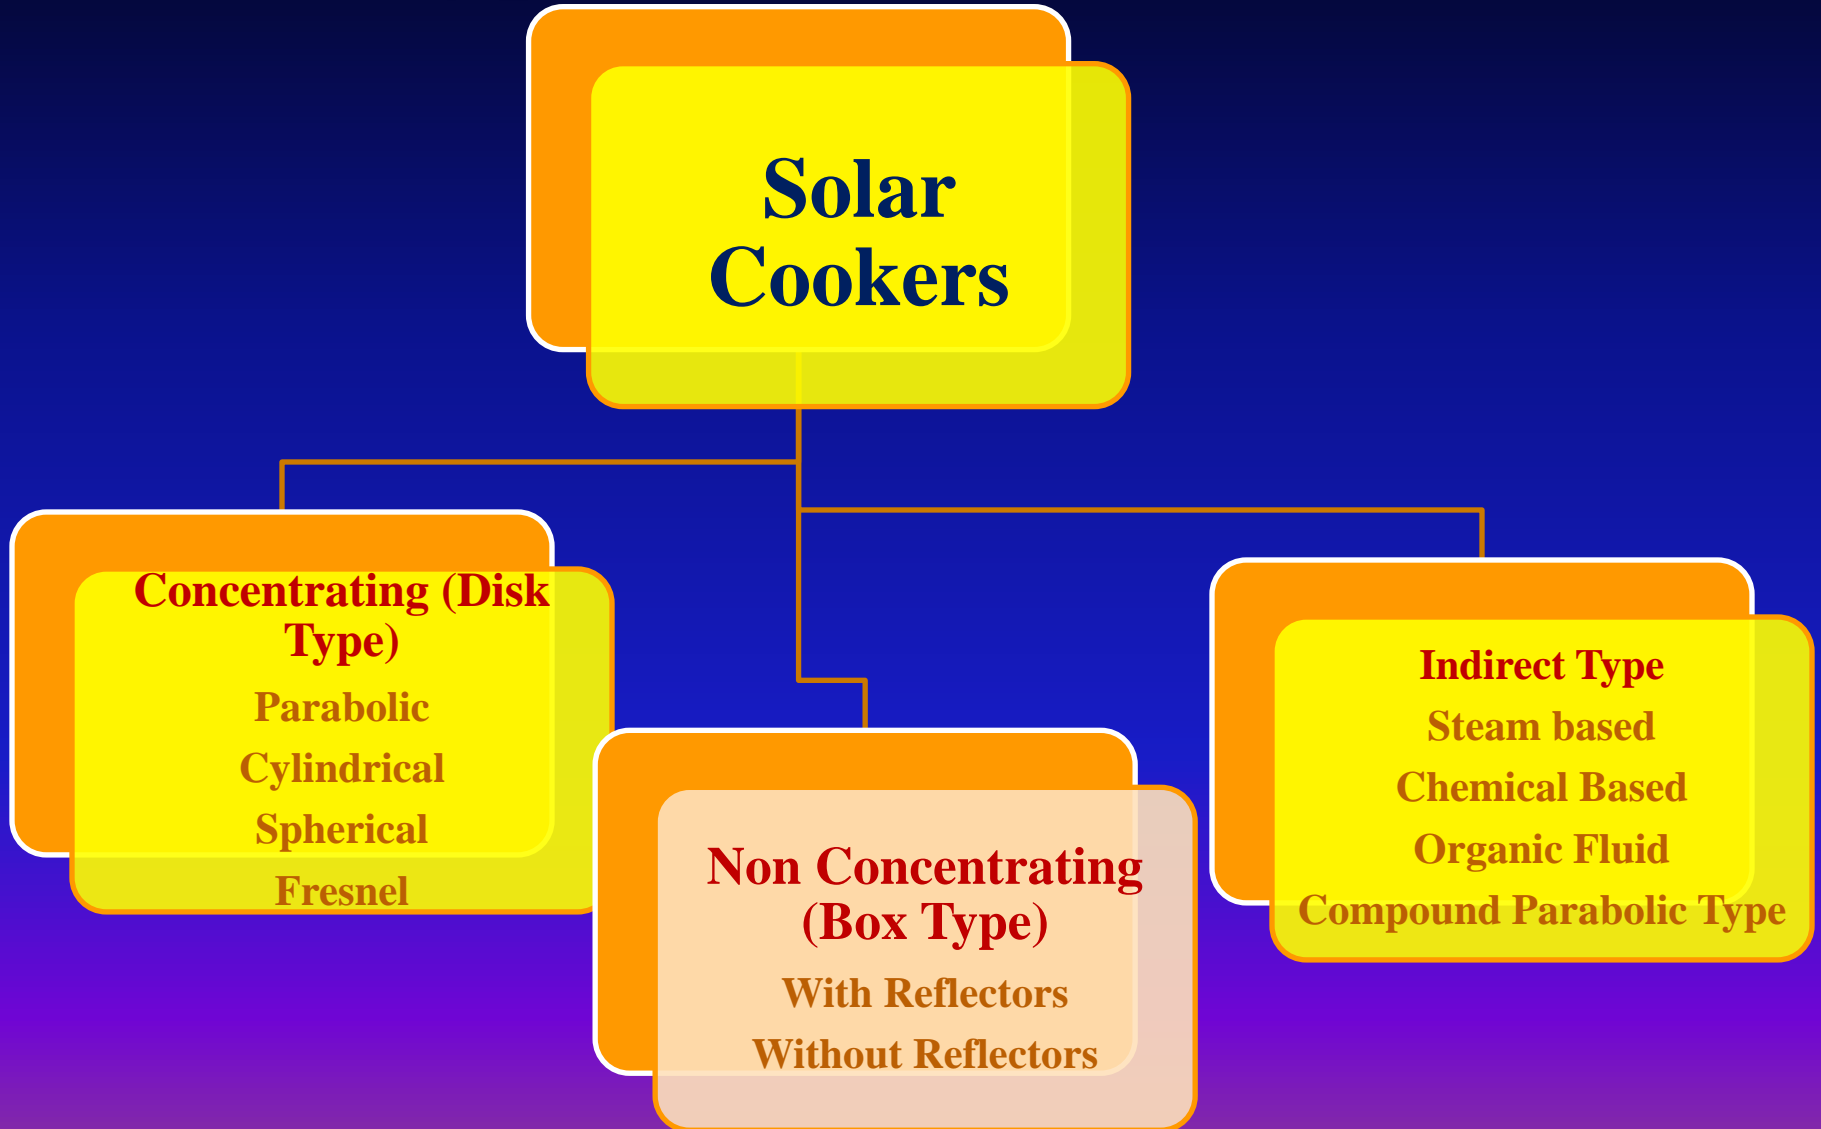 Solar
Cookers
Concentrating (Disk
Type)
Parabolic
Cylindrical
Spherical
Fresnel
Non Concentrating
(Box Type)
With Reflectors
Without Reflectors
Indirect Type
Steam based
Chemical Based
Organic Fluid
Compound Parabolic Type